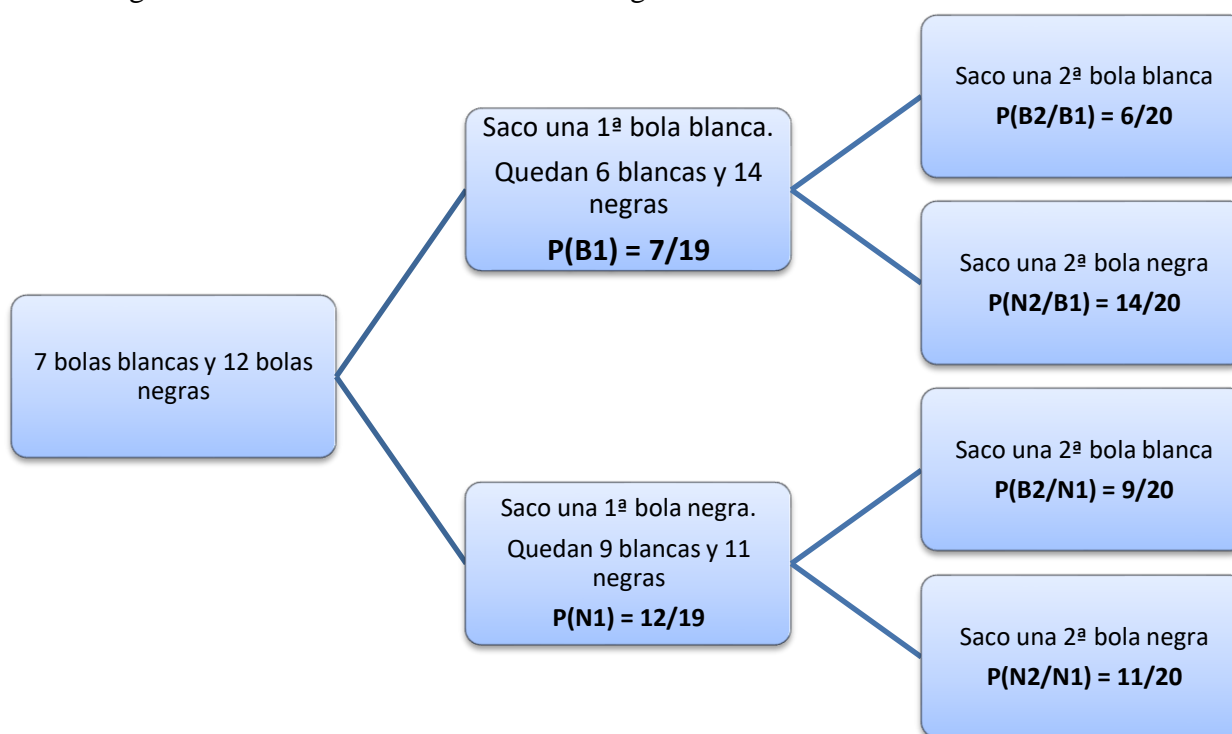 7 bolas blancas y 12 bolas
negras
Saco una 1ª bola blanca.
Quedan 6 blancas y 14
negras
P(B1) = 7/19
Saco una 2ª bola blanca
P(B2/B1) = 6/20
Saco una 2ª bola negra
P(N2/B1) = 14/20
Saco una 1ª bola negra.
Quedan 9 blancas y 11
negras
P(N1) = 12/19
Saco una 2ª bola blanca
P(B2/N1) = 9/20
Saco una 2ª bola negra
P(N2/N1) = 11/20